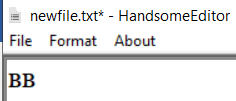 newfile.txt* - HandsomeEditor
File Format About
BB